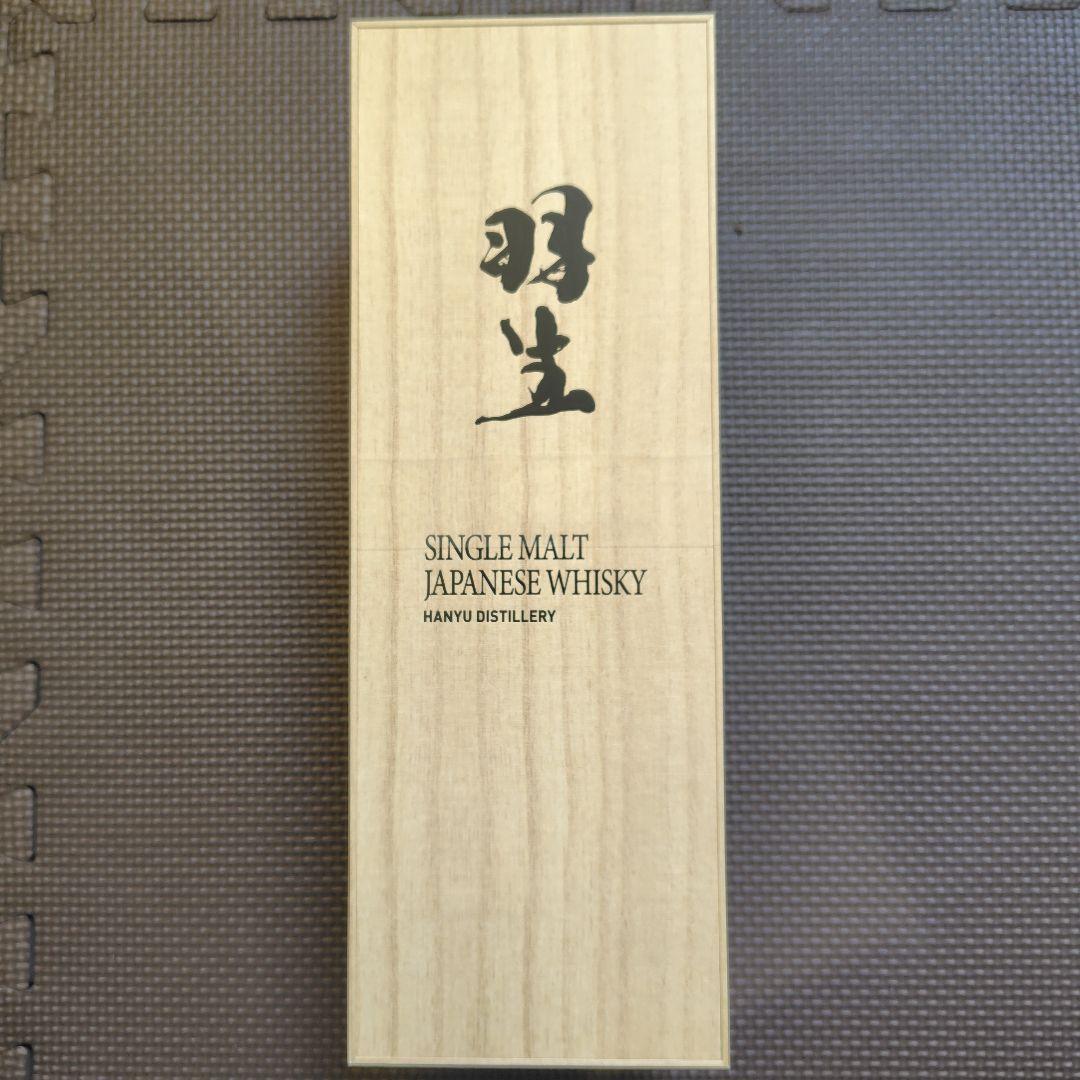 羽生
SINGLE MALT
JAPANESE WHISKY
HANYU DISTILLERY